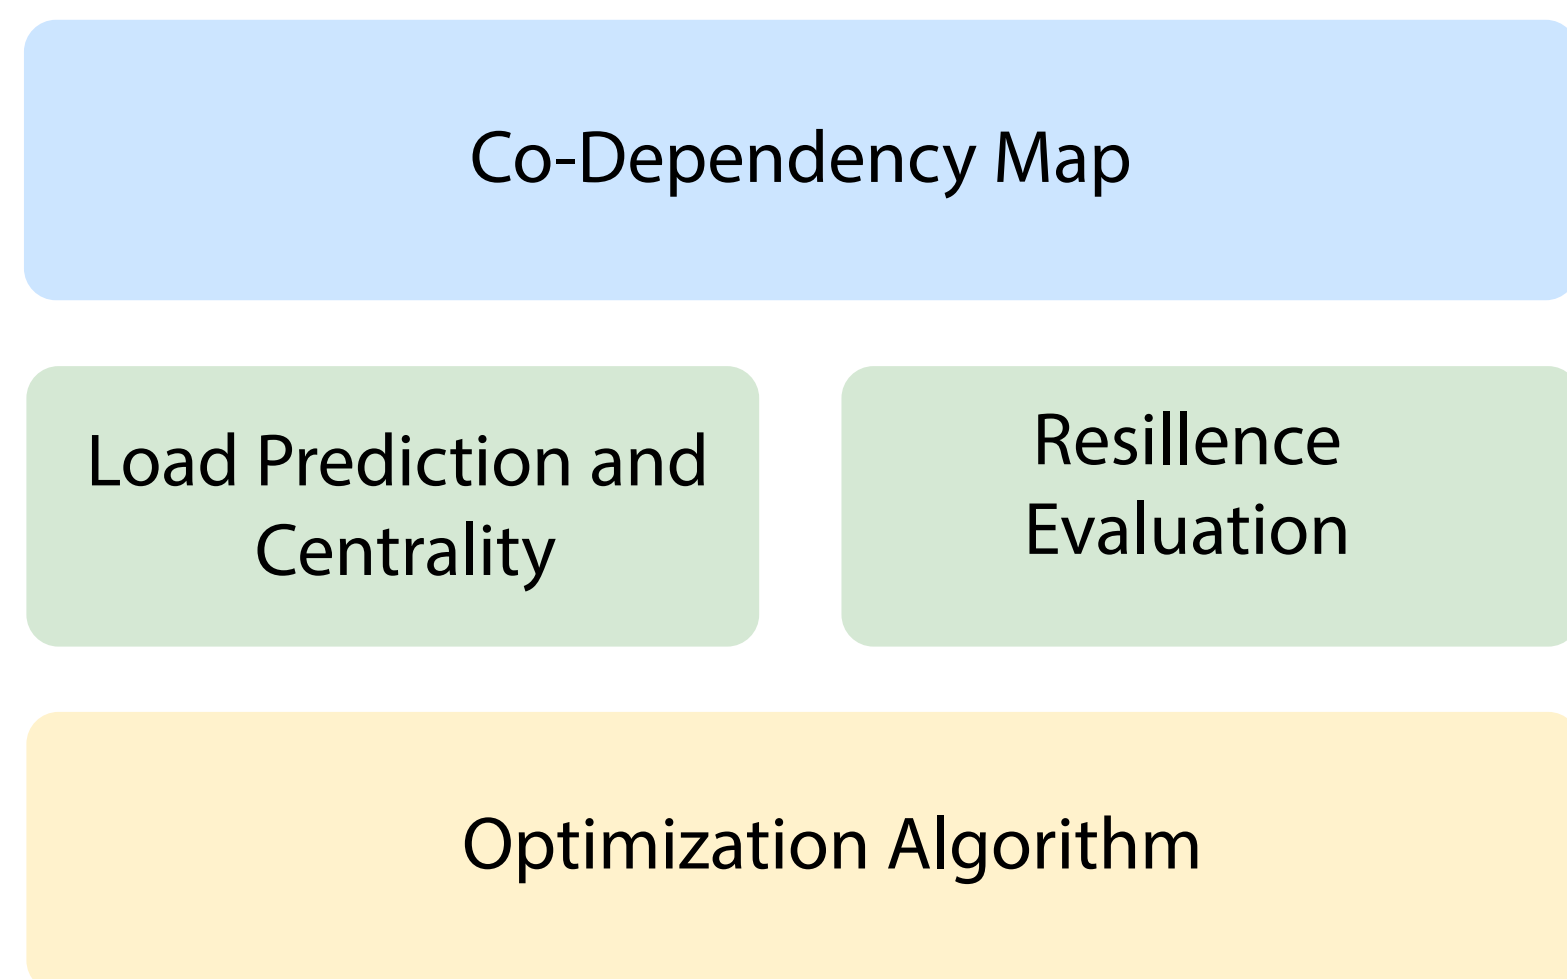 Co-Dependency Map
Load Prediction and
Centrality
Resillence
Evaluation
Optimization Algorithm